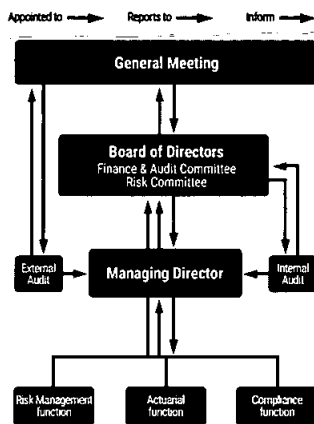 Appointed to
Reports to
Inform
General Meeting
Board of Directors
Finance & Audit Committee
Risk Committee
External
Audit
Managing Director
Internal
Audit
Risk Management
function
Actuarial
function
Compliance
function